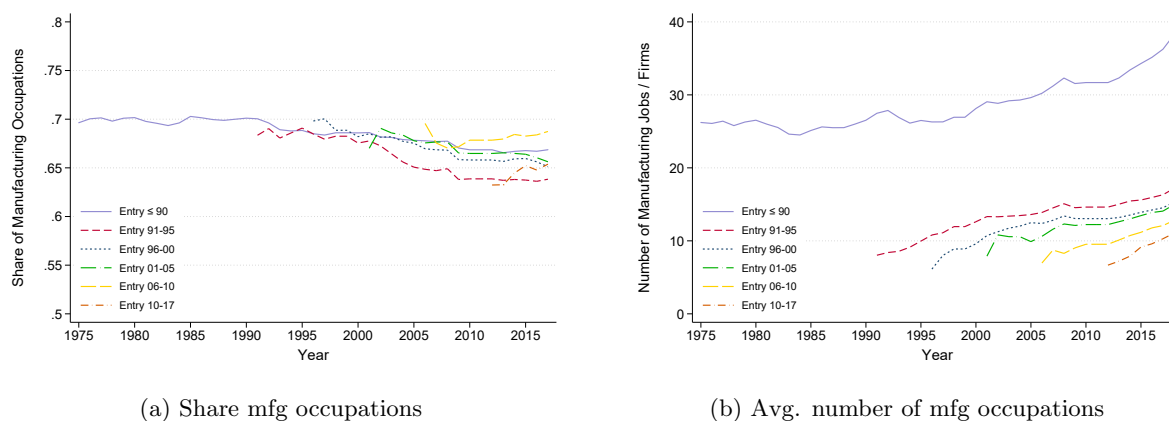 .8
.75
.7
.65
.6
.55
.5
Share of Manufacturing Occupations
Entry ≤ 90
Entry 91-95
Entry 96-00
Entry 01-05
Entry 06-10
Entry 10-17
1975 1980 1985 1990 1995 2000 2005 2010 2015
Year
(a) Share mfg occupations
40
30
20
10
0
Number of Manufacturing Jobs / Firms
Entry ≤ 90
Entry 91-95
Entry 96-00
Entry 01-05
Entry 06-10
Entry 10-17
1975 1980 1985 1990 1995 2000 2005 2010 2015
Year
(b) Avg. number of mfg occupations